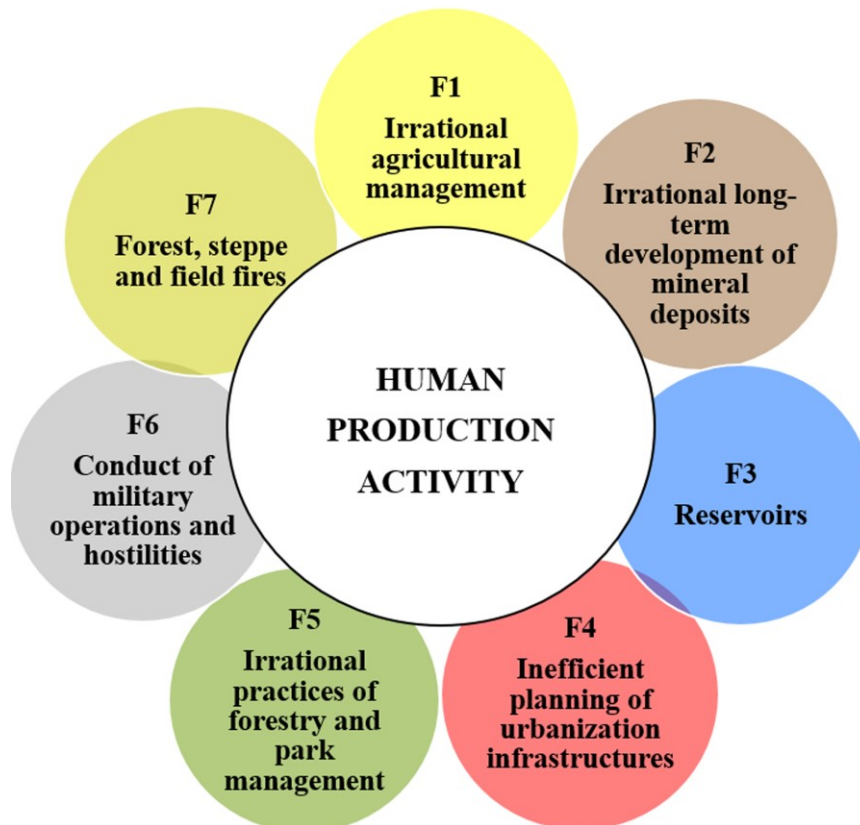 F1
Irrational
agricultural
management
F2
Irrational long-
term
development of
mineral
deposits
F3
Reservoirs
F4
Inefficient
planning of
urbanization
infrastructures
F5
Irrational
practices of
forestry and
park
management
F6
Conduct of
military
operations and
hostilities
F7
Forest, steppe
and field fires
HUMAN
PRODUCTION
ACTIVITY